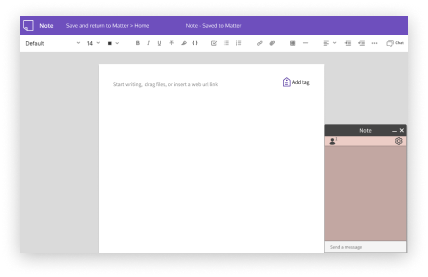 Note Save and return to Matter > Home Note - Saved to Matter
Default 14 B I U Chat
Start writing, drag files, or insert a web url link Add tag
Note
1
Send a message